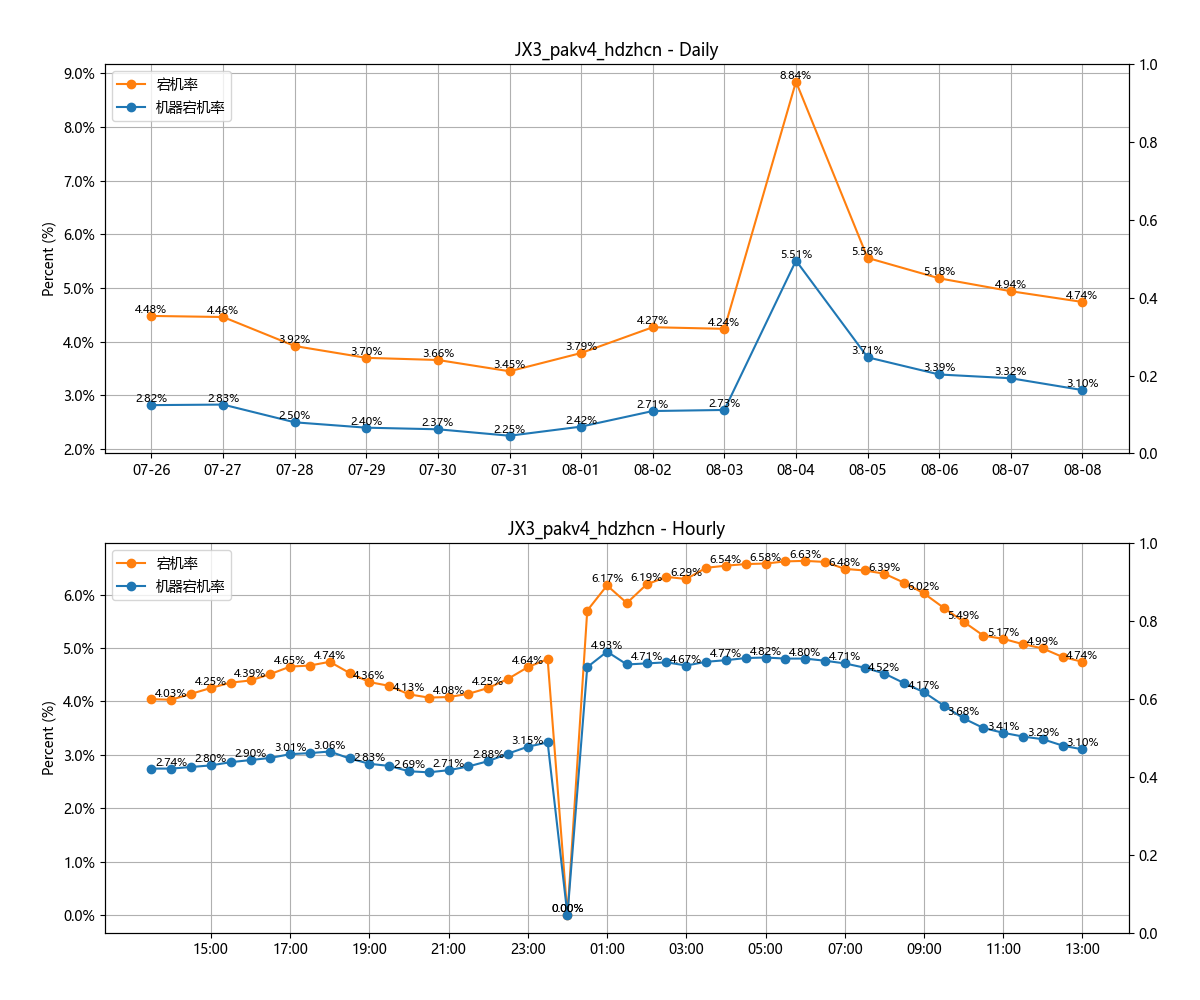 JX3_pakv4_hdzhcn - Daily
宕机率
机器宕机率
Percent (%)
9.0%
8.0%
7.0%
6.0%
5.0%
4.0%
3.0%
2.0%
1.0
0.8
0.6
0.4
0.2
0.0
4.48% 4.46% 3.92% 3.70% 3.66% 3.45% 3.79% 4.27% 4.24% 8.84% 5.56% 5.18% 4.94% 4.74%
2.82% 2.83% 2.50% 2.40% 2.37% 2.25% 2.42% 2.71% 2.73% 5.51% 3.71% 3.39% 3.32% 3.10%
07-26 07-27 07-28 07-29 07-30 07-31 08-01 08-02 08-03 08-04 08-05 08-06 08-07 08-08
JX3_pakv4_hdzhcn - Hourly
宕机率
机器宕机率
Percent (%)
6.0%
5.0%
4.0%
3.0%
2.0%
1.0%
0.0%
1.0
0.8
0.6
0.4
0.2
0.0
4.03% 4.25% 4.39% 4.65% 4.74% 4.36% 4.13% 4.08% 4.25% 4.64% 0.00% 6.17% 6.19% 6.29% 6.54% 6.58% 6.63% 6.48% 6.39% 6.02% 5.49% 5.17% 4.99% 4.74%
2.74% 2.80% 2.90% 3.01% 3.06% 2.83% 2.69% 2.71% 2.88% 3.15% 0.00% 4.93% 4.71% 4.67% 4.77% 4.82% 4.80% 4.71% 4.52% 4.17% 3.68% 3.41% 3.29% 3.10%
15:00 17:00 19:00 21:00 23:00 01:00 03:00 05:00 07:00 09:00 11:00 13:00